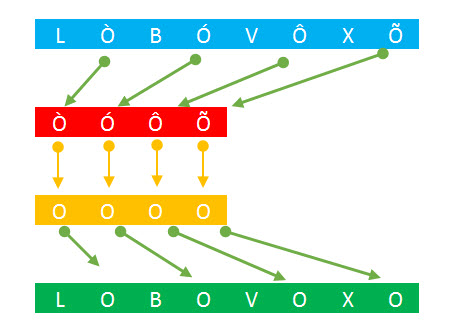 L Ò B Ó V Ô X Õ
Ò Ó Ô Õ
O O O O
L O B O V O X O